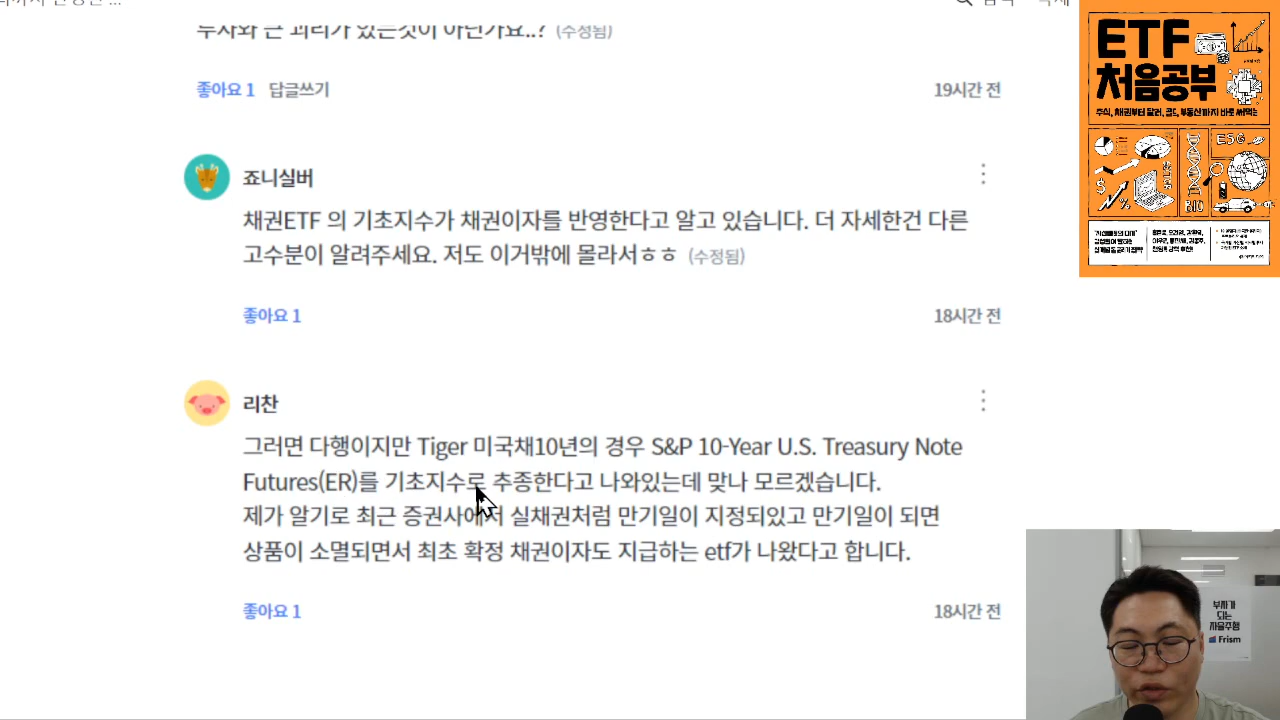 투자와 큰 괴리가 있는것이 아닌가요..? (수정됨)
좋아요 1 답글쓰기
19시간 전
죠니실버
채권ETF 의 기초지수가 채권이자를 반영한다고 알고 있습니다. 더 자세한건 다른
고수분이 알려주세요. 저도 이거밖에 몰라서ㅎㅎ (수정됨)
좋아요 1
18시간 전
리찬
그러면 다행이지만 Tiger 미국채10년의 경우 S&P 10-Year U.S. Treasury Note
Futures(ER)를 기초지수로 추종한다고 나와있는데 맞나 모르겠습니다.
제가 알기로 최근 증권사에서 실채권처럼 만기일이 지정되있고 만기일이 되면
상품이 소멸되면서 최초 확정 채권이자도 지급하는 etf가 나왔다고 합니다.
좋아요 1
18시간 전
ETF
처음공부
주식, 채권부터 달러, 골드, 부동산까지 바로 써먹는
ESG
BIO
부자가
되는
자율주행
Frism